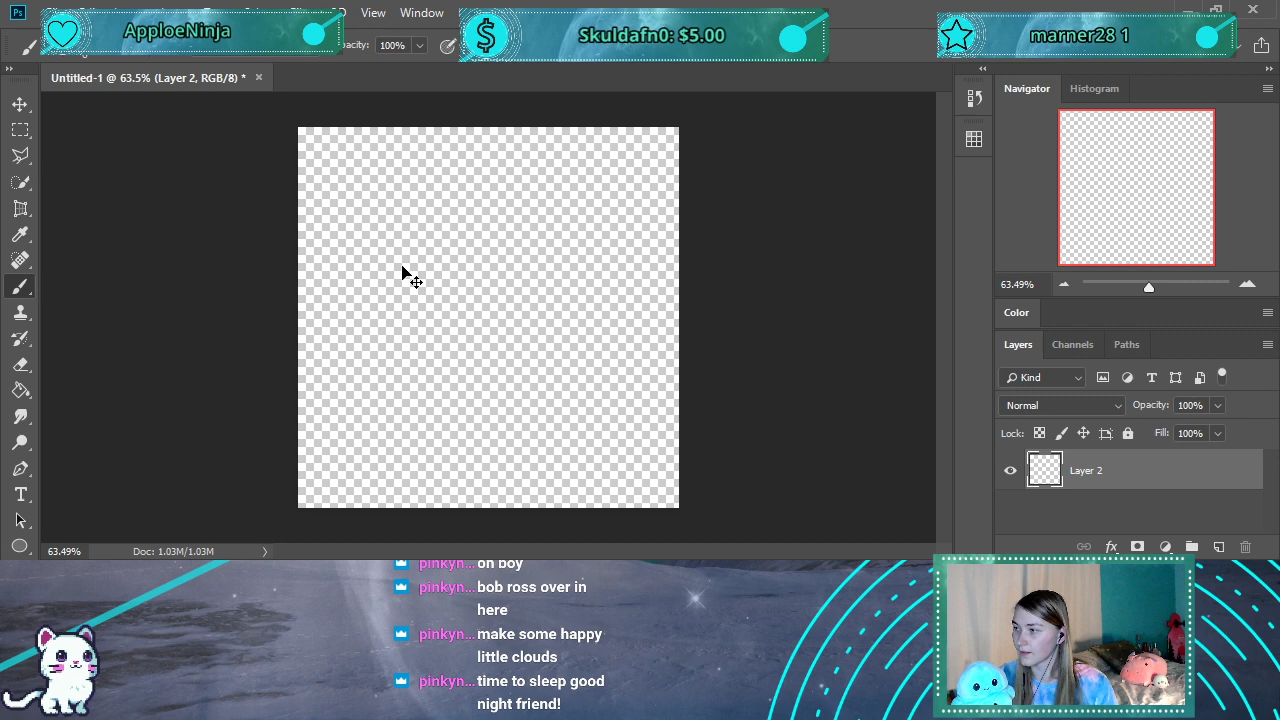 Ps
View
Window
ApploeNinja
Skuldafn0: $5.00
marner28 1
100%
Untitled-1 @ 63.5% (Layer 2, RGB/8) *
Navigator
Histogram
63.49%
Color
Layers
Channels
Paths
Kind
Normal
Opacity:
100%
Lock:
Fill:
100%
Layer 2
63.49%
Doc: 1.03M/1.03M
pinkyn... oh boy
pinkyn... bob ross over in
here
pinkyn... make some happy
little clouds
pinkyn... time to sleep good
night friend!